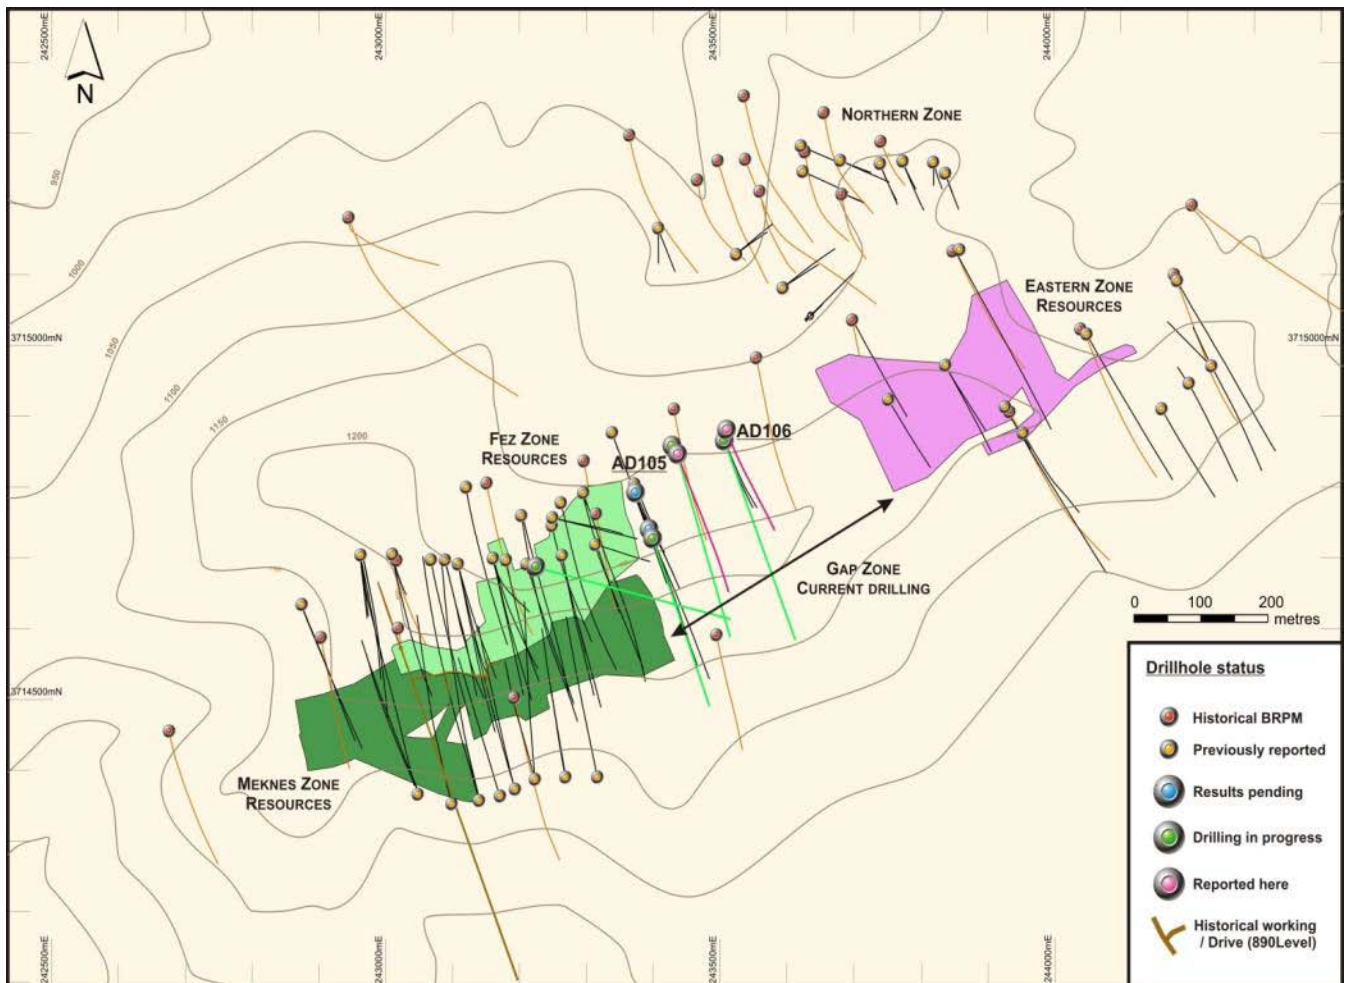 242500mE
243000mE
243500mE
244000mE
N
NORTHERN ZONE
950
1000
EASTERN ZONE
RESOURCES
3715000mN
3715000mN
1050
1100
1150
1200
FEZ ZONE
RESOURCES
AD105
AD106
GAP ZONE
CURRENT DRILLING
0 100 200
metres
3714500mN
MEKNES ZONE
RESOURCES
Drillhole status
Historical BRPM
Previously reported
Results pending
Drilling in progress
Reported here
Historical working
/ Drive (890Level)
242500mE
243000mE
243500mE
244000mE